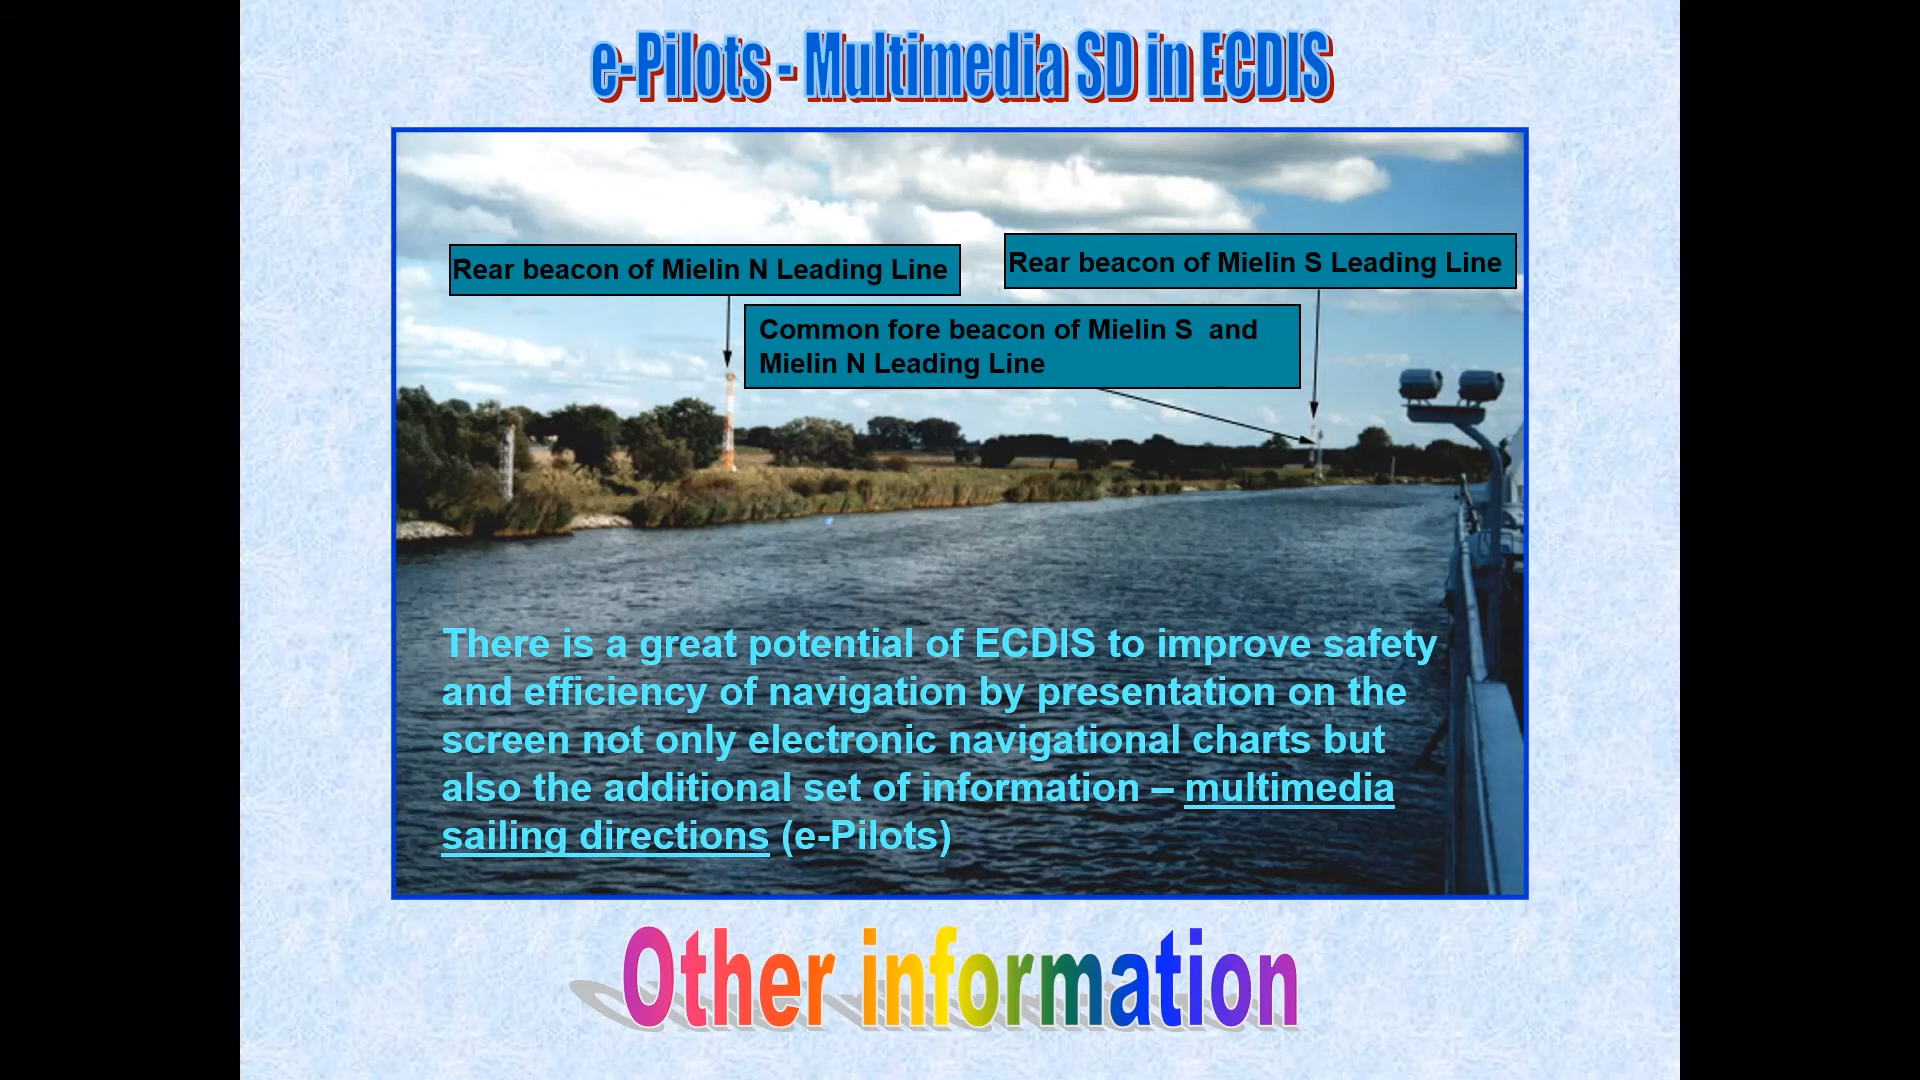 e-Pilots - Multimedia SD in ECDIS
Rear beacon of Mielin N Leading Line
Rear beacon of Mielin S Leading Line
Common fore beacon of Mielin S  and
Mielin N Leading Line
There is a great potential of ECDIS to improve safety
and efficiency of navigation by presentation on the
screen not only electronic navigational charts but
also the additional set of information – multimedia
sailing directions (e-Pilots)
Other information